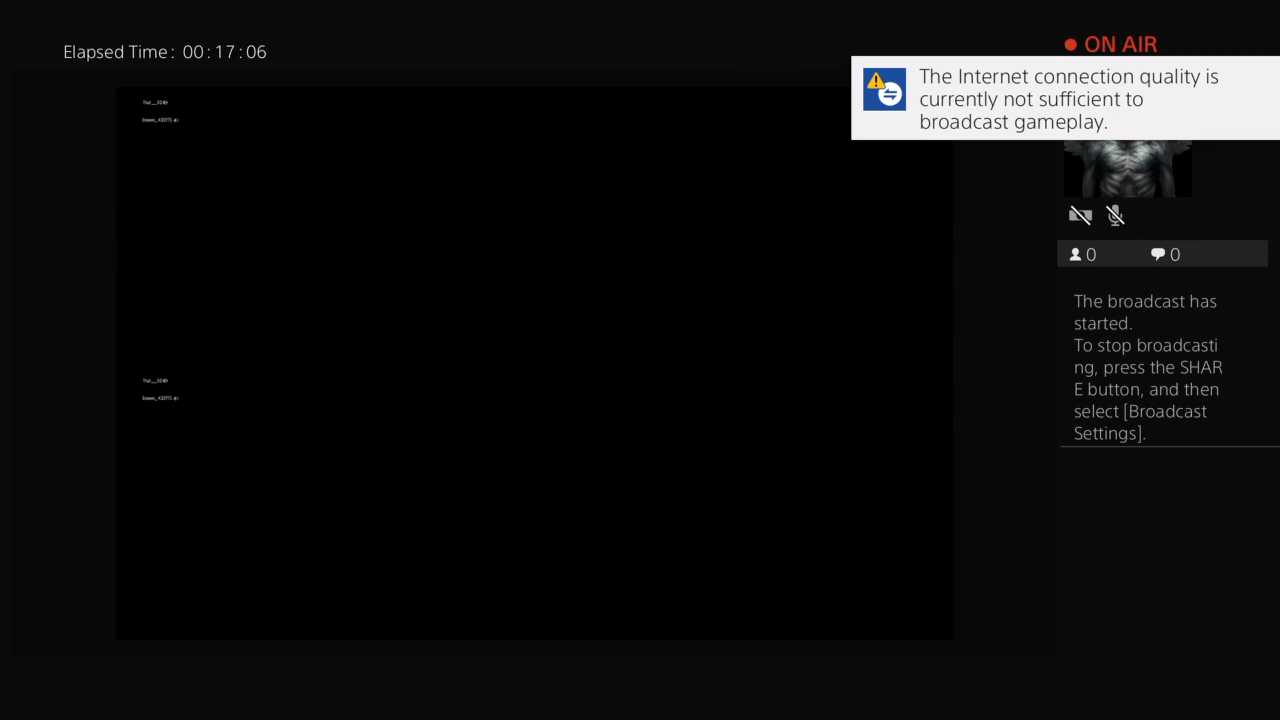 Elapsed Time: 00:17:06
ON AIR
The Internet connection quality is
currently not sufficient to
broadcast gameplay.
0
0
The broadcast has
started.
To stop broadcasti
ng, press the SHAR
E button, and then
select [Broadcast
Settings].